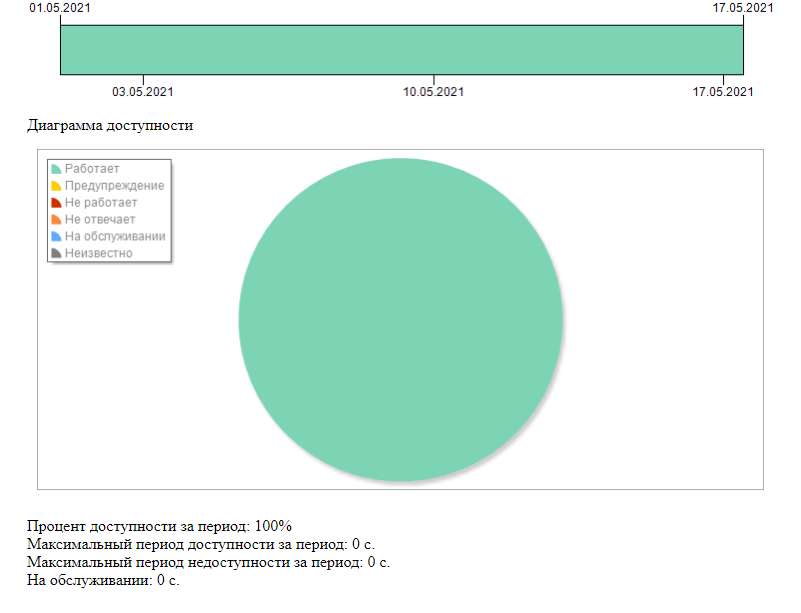 01.05.2021 17.05.2021
03.05.2021 10.05.2021 17.05.2021
Диаграмма доступности
Работает
Предупреждение
Не работает
Не отвечает
На обслуживании
Неизвестно
Процент доступности за период: 100%
Максимальный период доступности за период: 0 с.
Максимальный период недоступности за период: 0 с.
На обслуживании: 0 с.